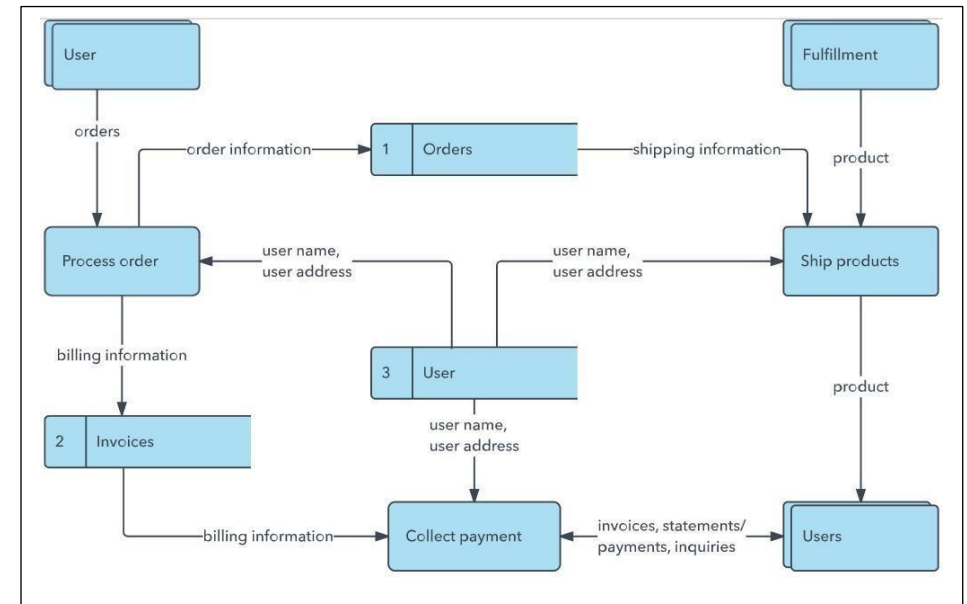 User
Fulfillment
orders
order information
1 Orders
shipping information
product
Process order
user name,
user address
user name,
user address
Ship products
billing information
3 User
product
2 Invoices
user name,
user address
billing information
Collect payment
invoices, statements/
payments, inquiries
Users